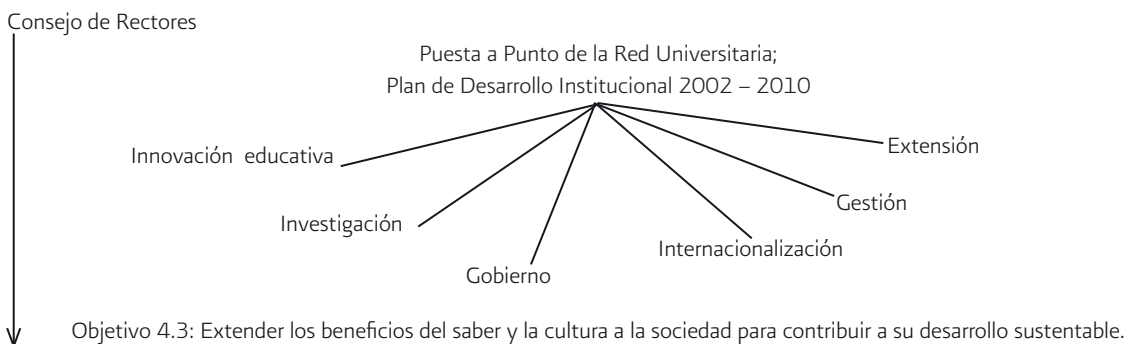 Consejo de Rectores
Puesta a Punto de la Red Universitaria;
Plan de Desarrollo Institucional 2002 – 2010
Innovación educativa
Extensión
Investigación
Gestión
Gobierno
Internacionalización
Objetivo 4.3: Extender los beneficios del saber y la cultura a la sociedad para contribuir a su desarrollo sustentable.